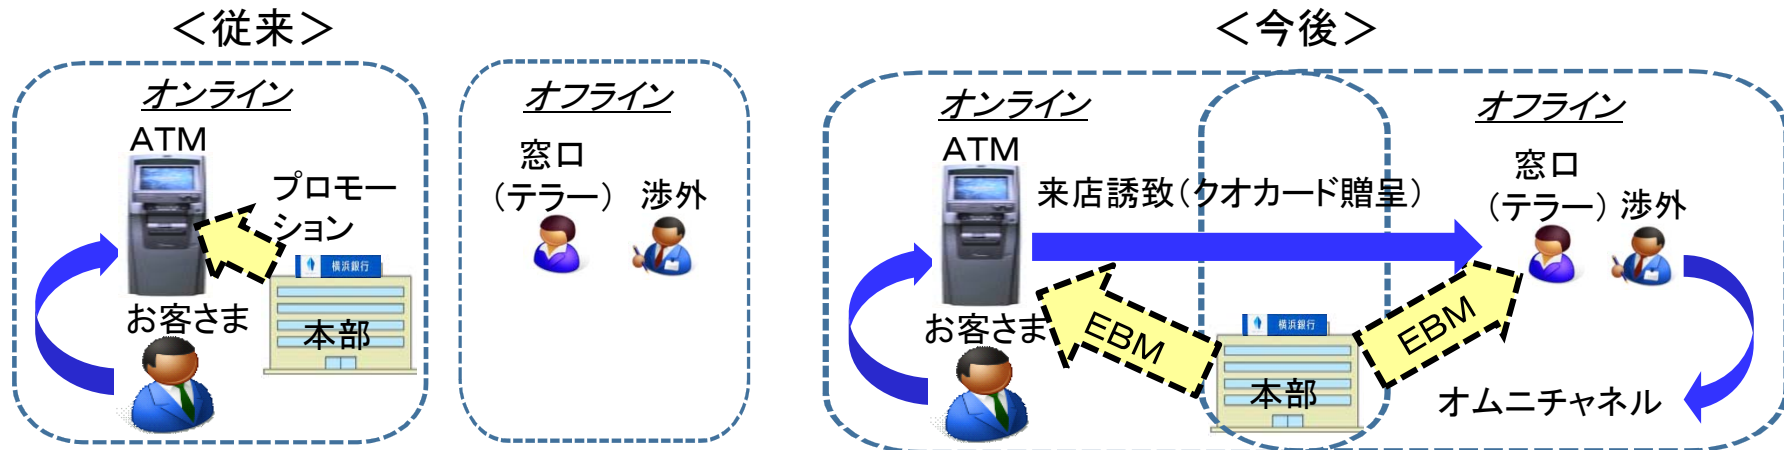 ＜従来＞
オンライン
ATM
プロモー
ション
横浜銀行
本部
お客さま
オフライン
窓口
（テラー）
渉外
＜今後＞
オンライン
ATM
来店誘致（クオカード贈呈）
お客さま
EBM
横浜銀行
本部
EBM
オフライン
窓口
（テラー）
渉外
オムニチャネル